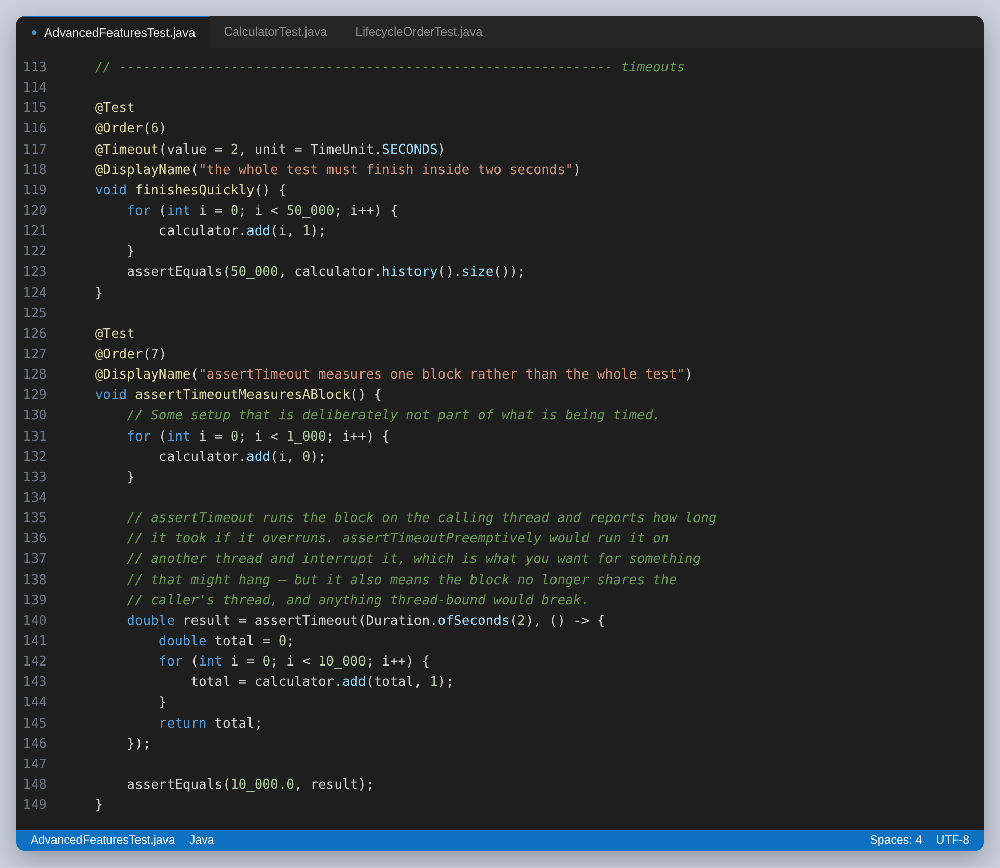 AdvancedFeaturesTest.java CalculatorTest.java LifecycleOrderTest.java
113     // -------------------------------------------------------------- timeouts
114
115     @Test
116     @Order(6)
117     @Timeout(value = 2, unit = TimeUnit.SECONDS)
118     @DisplayName("the whole test must finish inside two seconds")
119     void finishesQuickly() {
120         for (int i = 0; i < 50_000; i++) {
121             calculator.add(i, 1);
122         }
123         assertEquals(50_000, calculator.history().size());
124     }
125
126     @Test
127     @Order(7)
128     @DisplayName("assertTimeout measures one block rather than the whole test")
129     void assertTimeoutMeasuresABlock() {
130         // Some setup that is deliberately not part of what is being timed.
131         for (int i = 0; i < 1_000; i++) {
132             calculator.add(i, 0);
133         }
134
135         // assertTimeout runs the block on the calling thread and reports how long
136         // it took if it overruns. assertTimeoutPreemptively would run it on
137         // another thread and interrupt it, which is what you want for something
138         // that might hang — but it also means the block no longer shares the
139         // caller's thread, and anything thread-bound would break.
140         double result = assertTimeout(Duration.ofSeconds(2), () -> {
141             double total = 0;
142             for (int i = 0; i < 10_000; i++) {
143                 total = calculator.add(total, 1);
144             }
145             return total;
146         });
147
148         assertEquals(10_000.0, result);
149     }
AdvancedFeaturesTest.java Java Spaces: 4 UTF-8